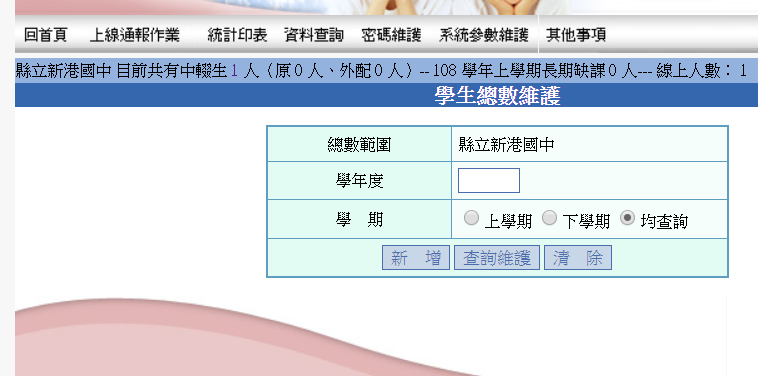 回首頁 上線通報作業 統計印表 資料查詢 密碼維護 系統參數維護 其他事項
縣立新港國中 目前共有中輟生 1 人（原 0 人、外配 0 人）-- 108 學年上學期長期缺課 0 人--- 線上人數： 1
學生總數維護
總數範圍 縣立新港國中
學年度
學　期 上學期 下學期 均查詢
新　增 查詢維護 清　除